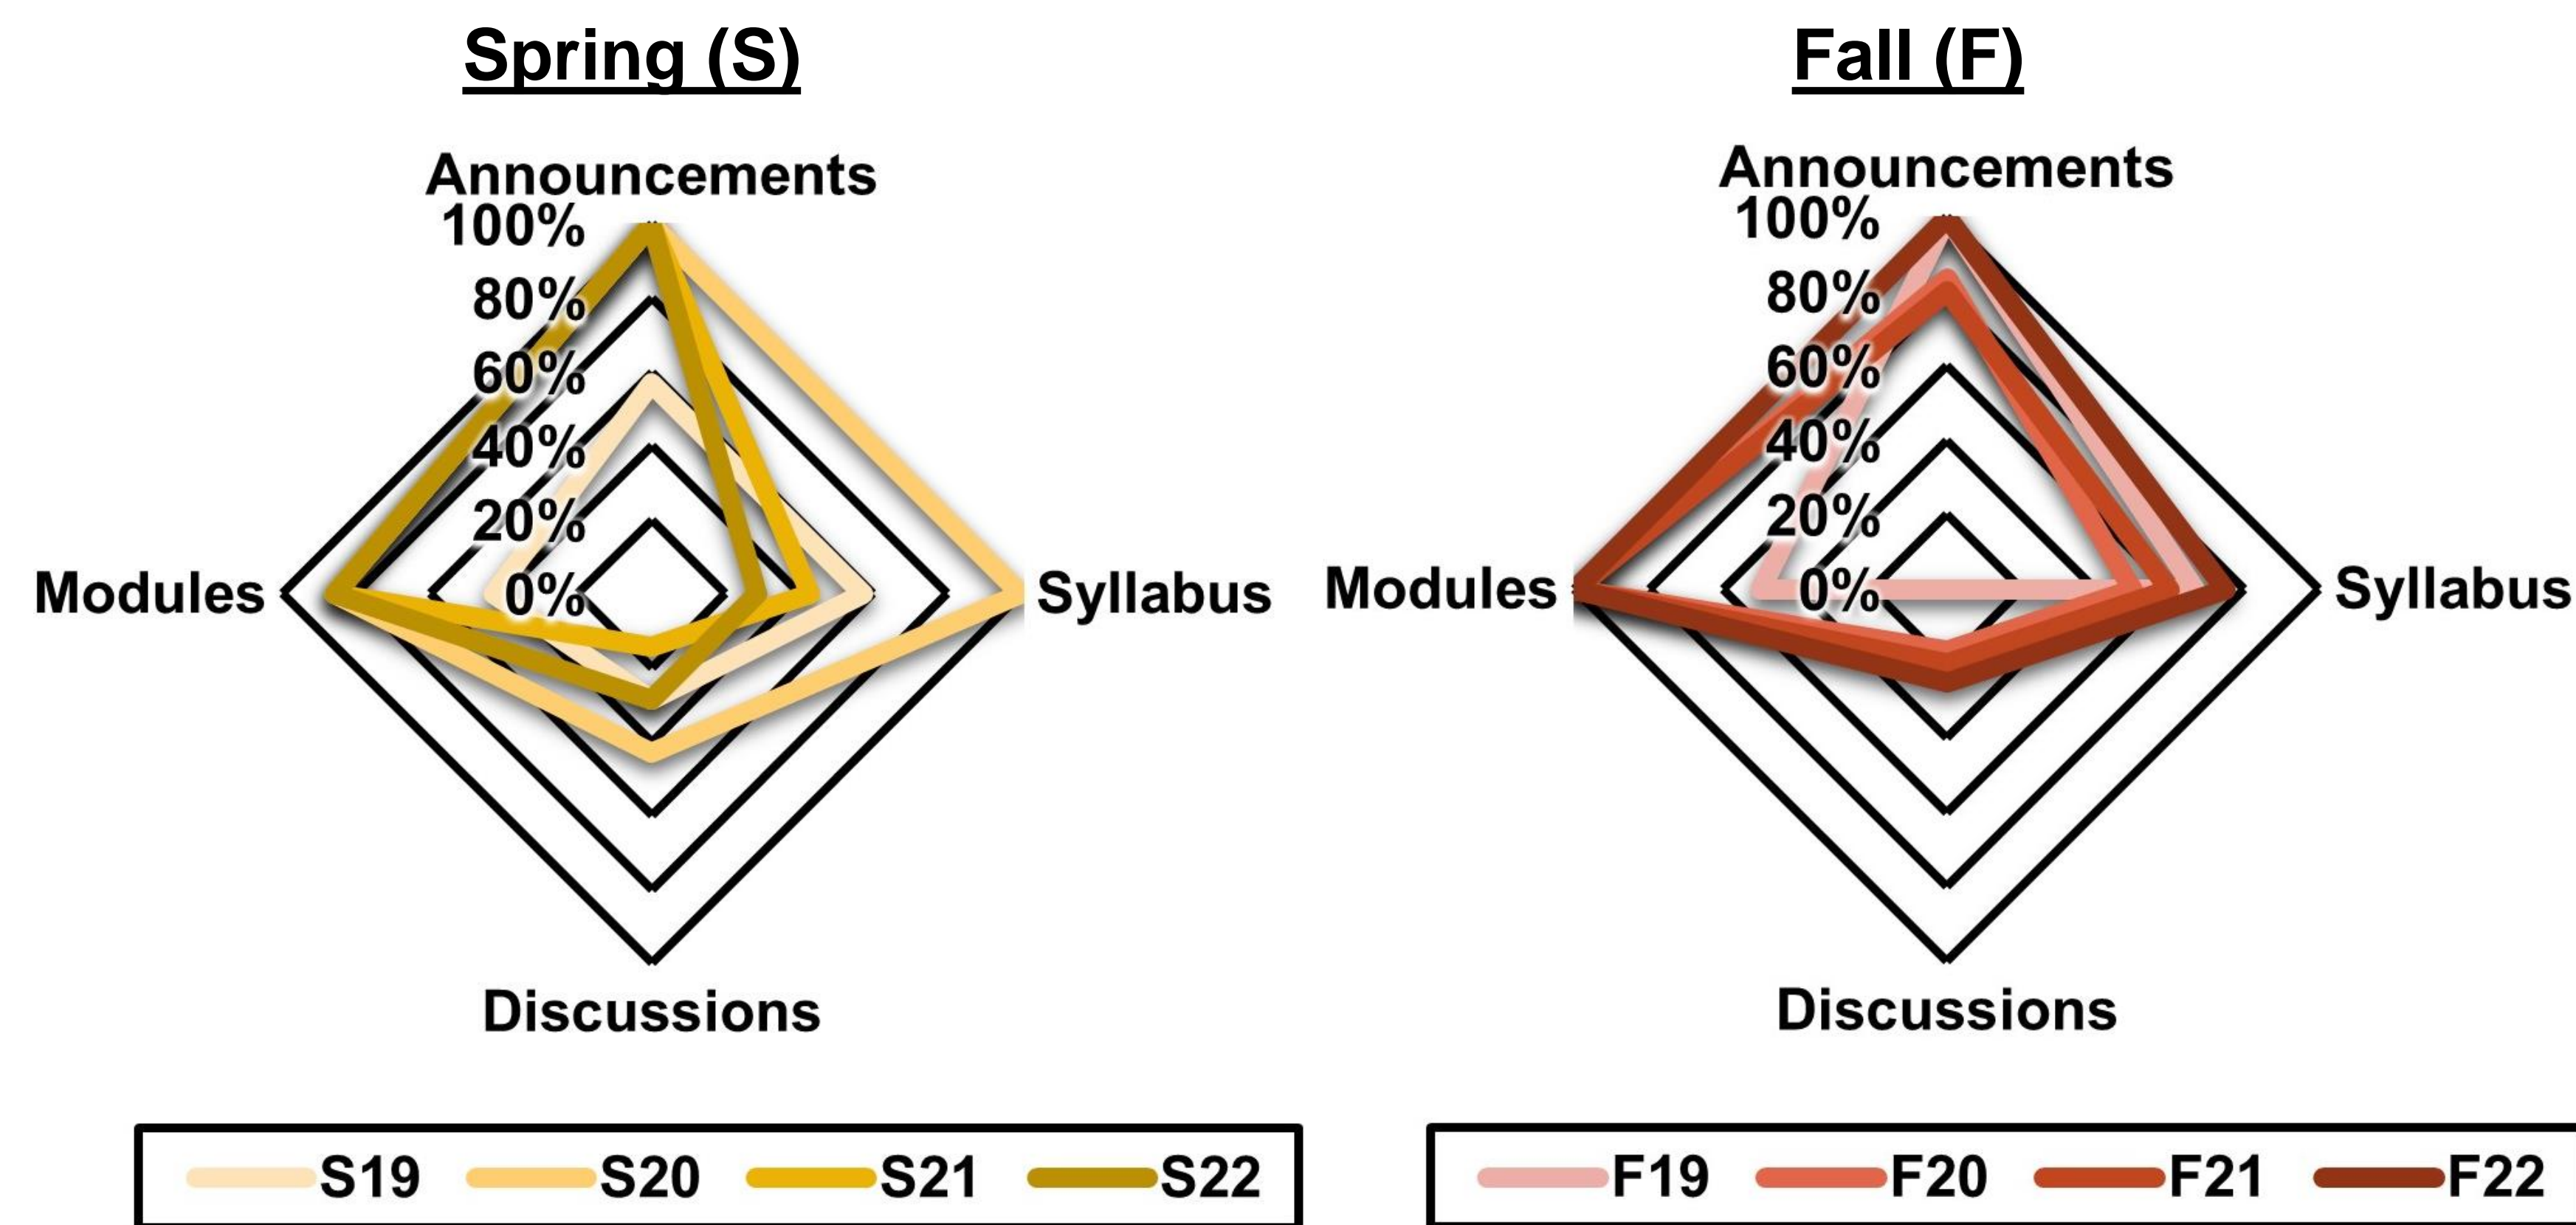 Spring (S)
Announcements
100%
80%
60%
40%
20%
0%
Modules
Syllabus
Discussions
S19
S20
S21
S22
Fall (F)
Announcements
100%
80%
60%
40%
20%
0%
Modules
Syllabus
Discussions
F19
F20
F21
F22